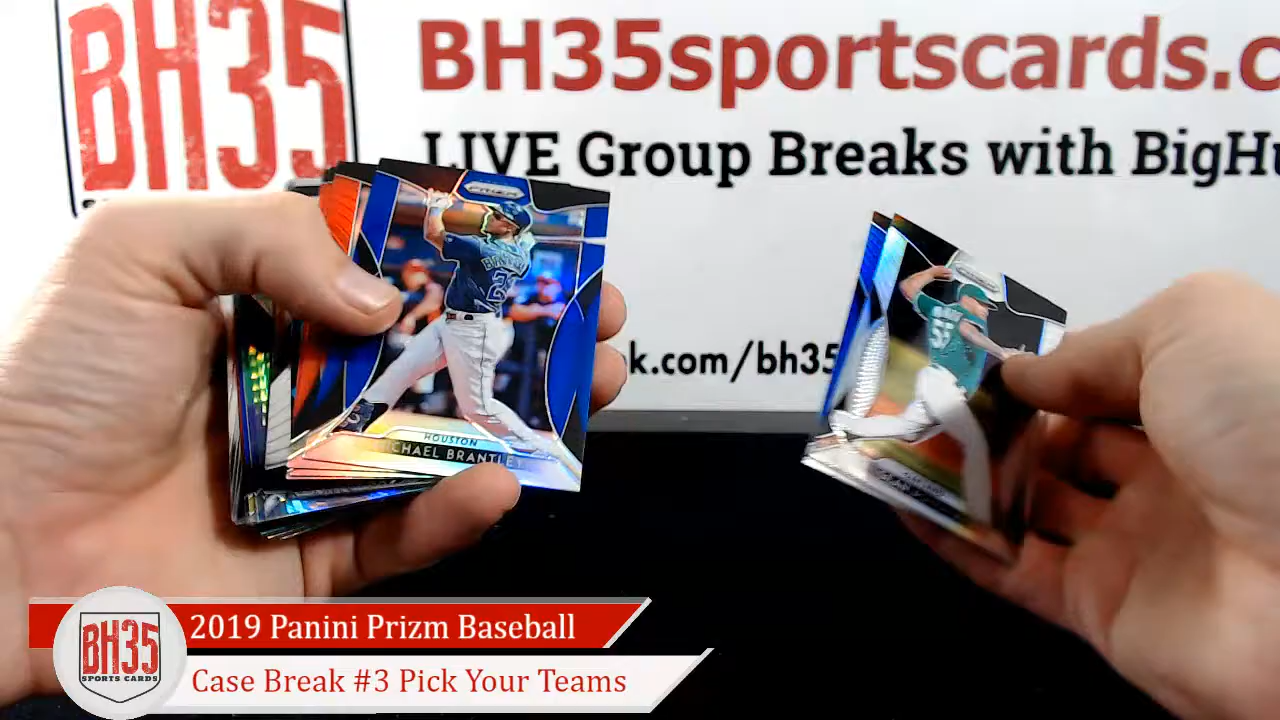 BH35
BH35sportscards.c
LIVE Group Breaks with BigHu
k.com/bh35
PRIZM
HOUSTON
CHAEL BRANTLEY
2019 Panini Prizm Baseball
Case Break #3 Pick Your Teams
BH35
SPORTS CARDS